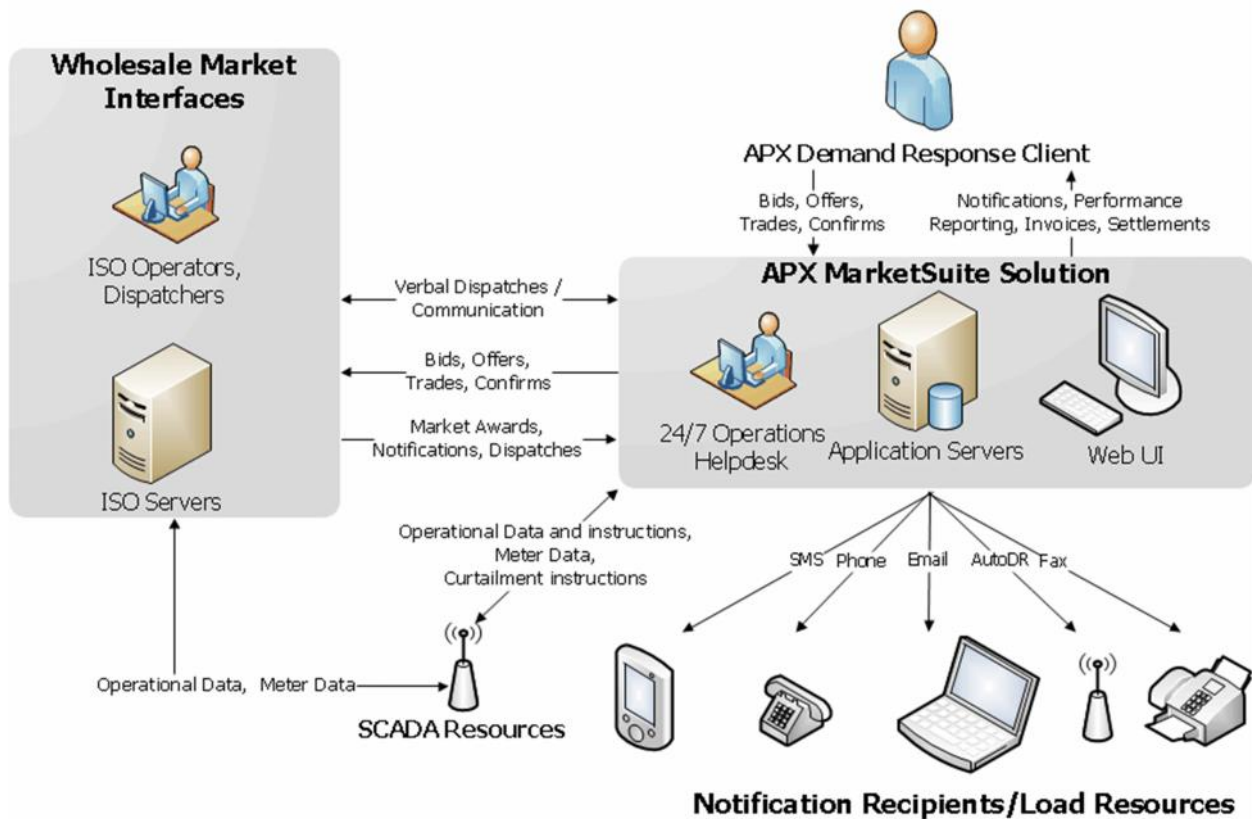 Wholesale Market
Interfaces
ISO Operators,
Dispatchers
ISO Servers
APX Demand Response Client
Bids, Offers,
Trades, Confirms
Notifications, Performance
Reporting, Invoices, Settlements
Verbal Dispatches /
Communication
Bids, Offers,
Trades, Confirms
Market Awards,
Notifications, Dispatches
APX MarketSuite Solution
24/7 Operations
Helpdesk
Application Servers
Web UI
Operational Data and instructions,
Meter Data,
Curtailment instructions
SMS
Phone
Email
AutoDR
Fax
Operational Data, Meter Data
SCADA Resources
Notification Recipients/Load Resources